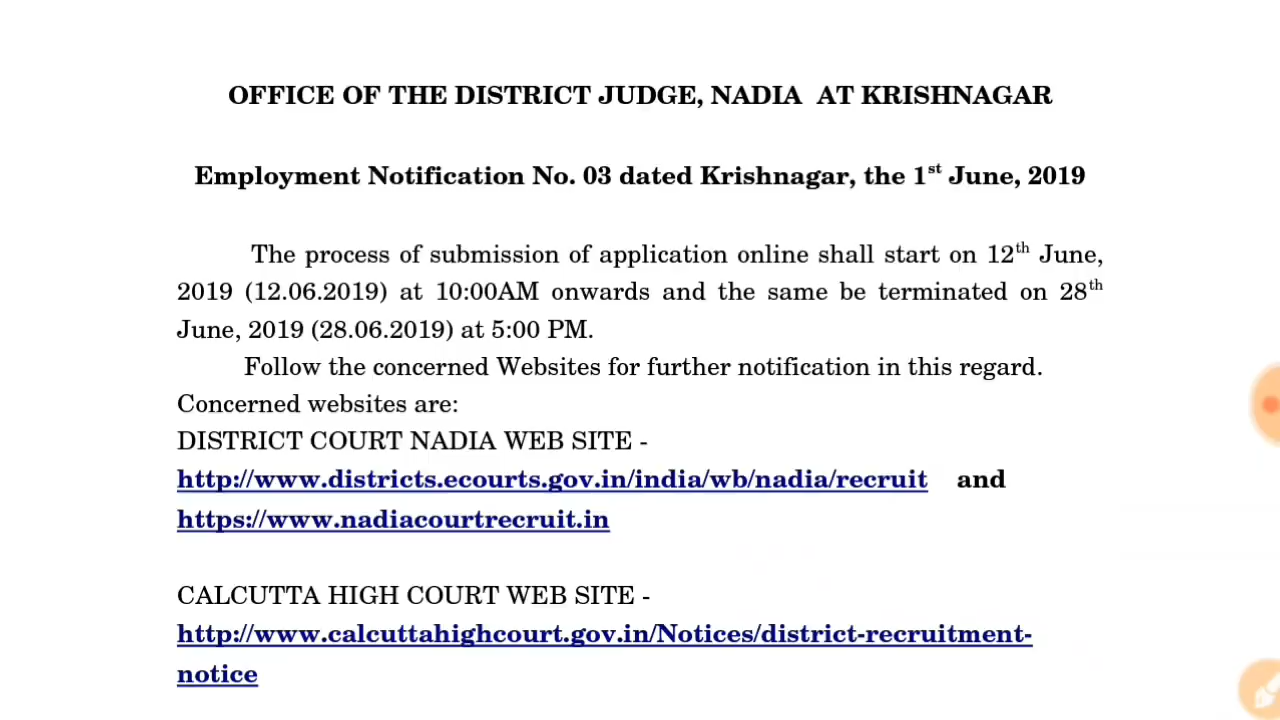 OFFICE OF THE DISTRICT JUDGE, NADIA AT KRISHNAGAR
Employment Notification No. 03 dated Krishnagar, the 1st June, 2019
The process of submission of application online shall start on 12th June,
2019 (12.06.2019) at 10:00AM onwards and the same be terminated on 28th
June, 2019 (28.06.2019) at 5:00 PM.
Follow the concerned Websites for further notification in this regard.
Concerned websites are:
DISTRICT COURT NADIA WEB SITE -
http://www.districts.ecourts.gov.in/india/wb/nadia/recruit and
https://www.nadiacourtrecruit.in
CALCUTTA HIGH COURT WEB SITE -
http://www.calcuttahighcourt.gov.in/Notices/district-recruitment-
notice